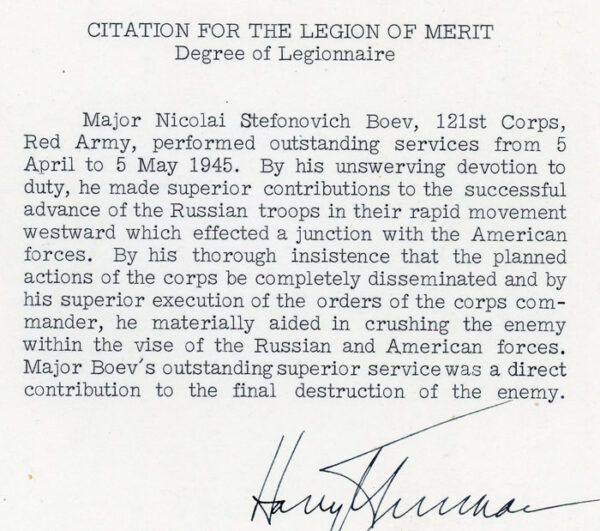 CITATION FOR THE LEGION OF MERIT
Degree of Legionnaire
Major Nicolai Stefonovich Boev, 121st Corps,
Red Army, performed outstanding services from 5
April to 5 May 1945. By his unswerving devotion to
duty, he made superior contributions to the successful
advance of the Russian troops in their rapid movement
westward which effected a junction with the American
forces. By his thorough insistence that the planned
actions of the corps be completely disseminated and by
his superior execution of the orders of the corps com-
mander, he materially aided in crushing the enemy
within the vise of the Russian and American forces.
Major Boev's outstanding superior service was a direct
contribution to the final destruction of the enemy.
Harry Truman